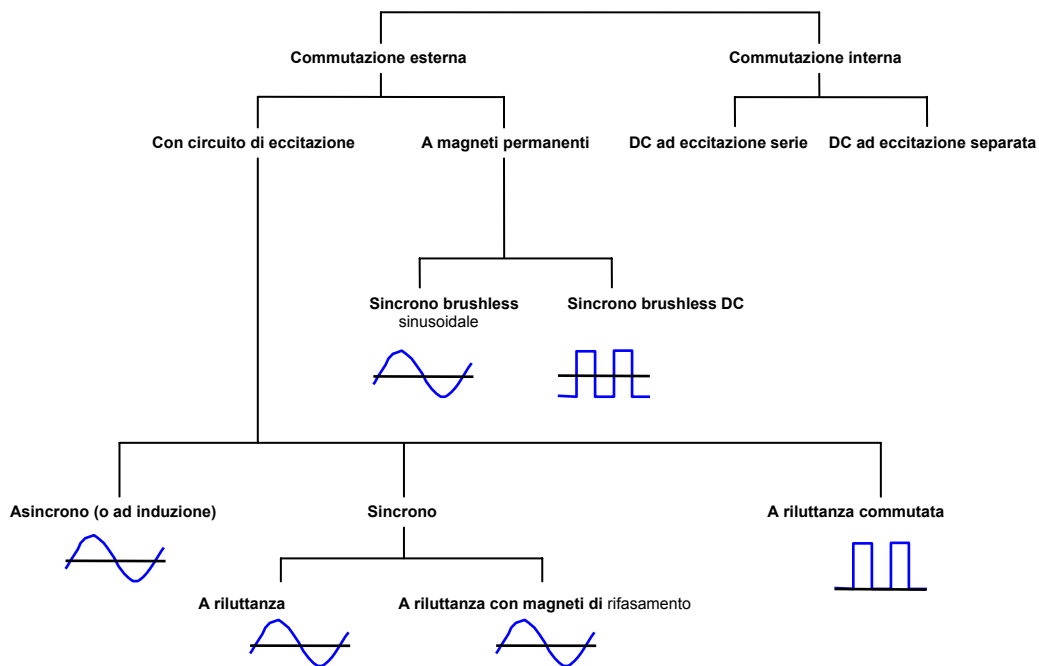 Commutazione esterna
Commutazione interna
Con circuito di eccitazione
A magneti permanenti
DC ad eccitazione serie
DC ad eccitazione separata
Sincrono brushless
sinusoidale
Sincrono brushless DC
Asincrono (o ad induzione)
Sincrono
A riluttanza commutata
A riluttanza
A riluttanza con magneti di rifasamento